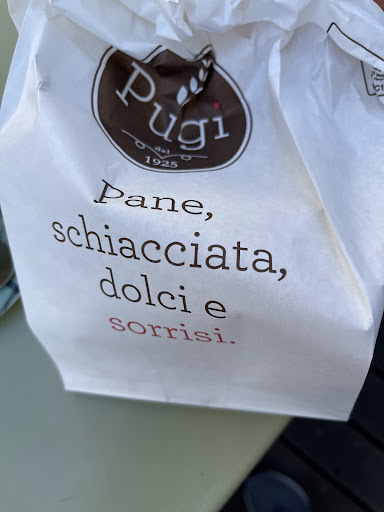 Pugi
dal
1925
Pane,
schiacciata,
dolci e
sorrisi.